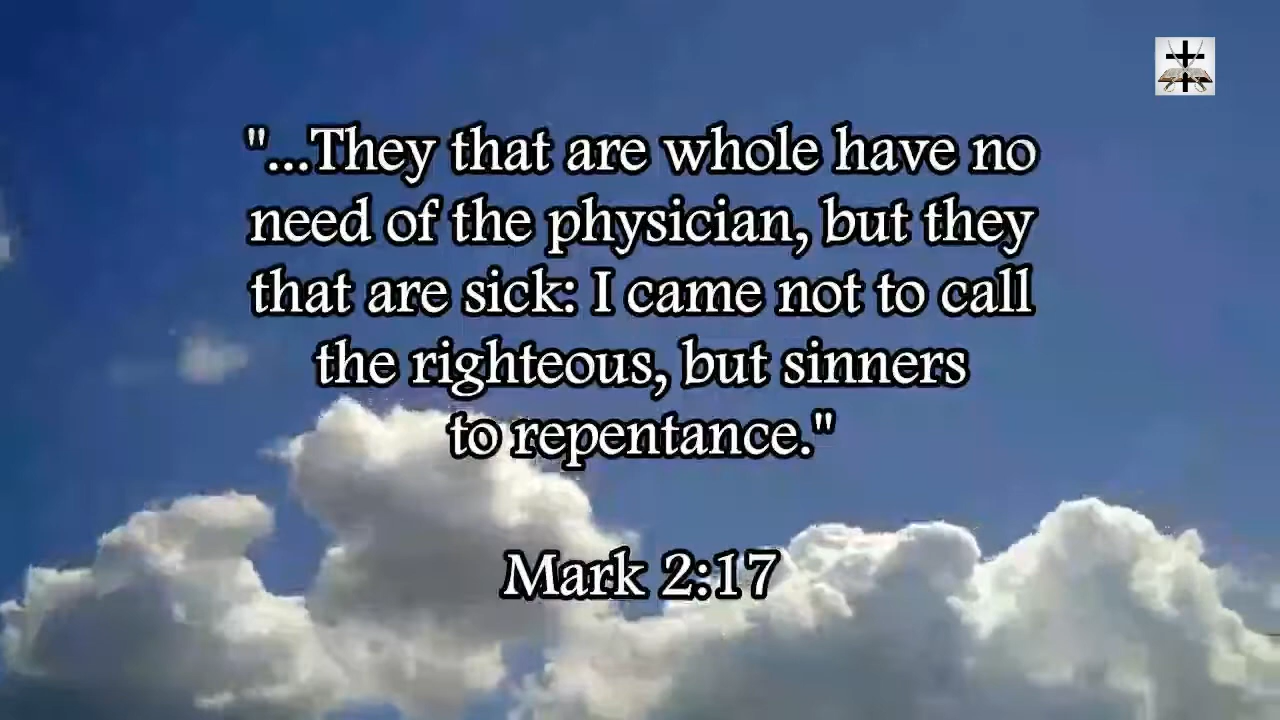 "...They that are whole have no
need of the physician, but they
that are sick: I came not to call
the righteous, but sinners
to repentance."
Mark 2:17